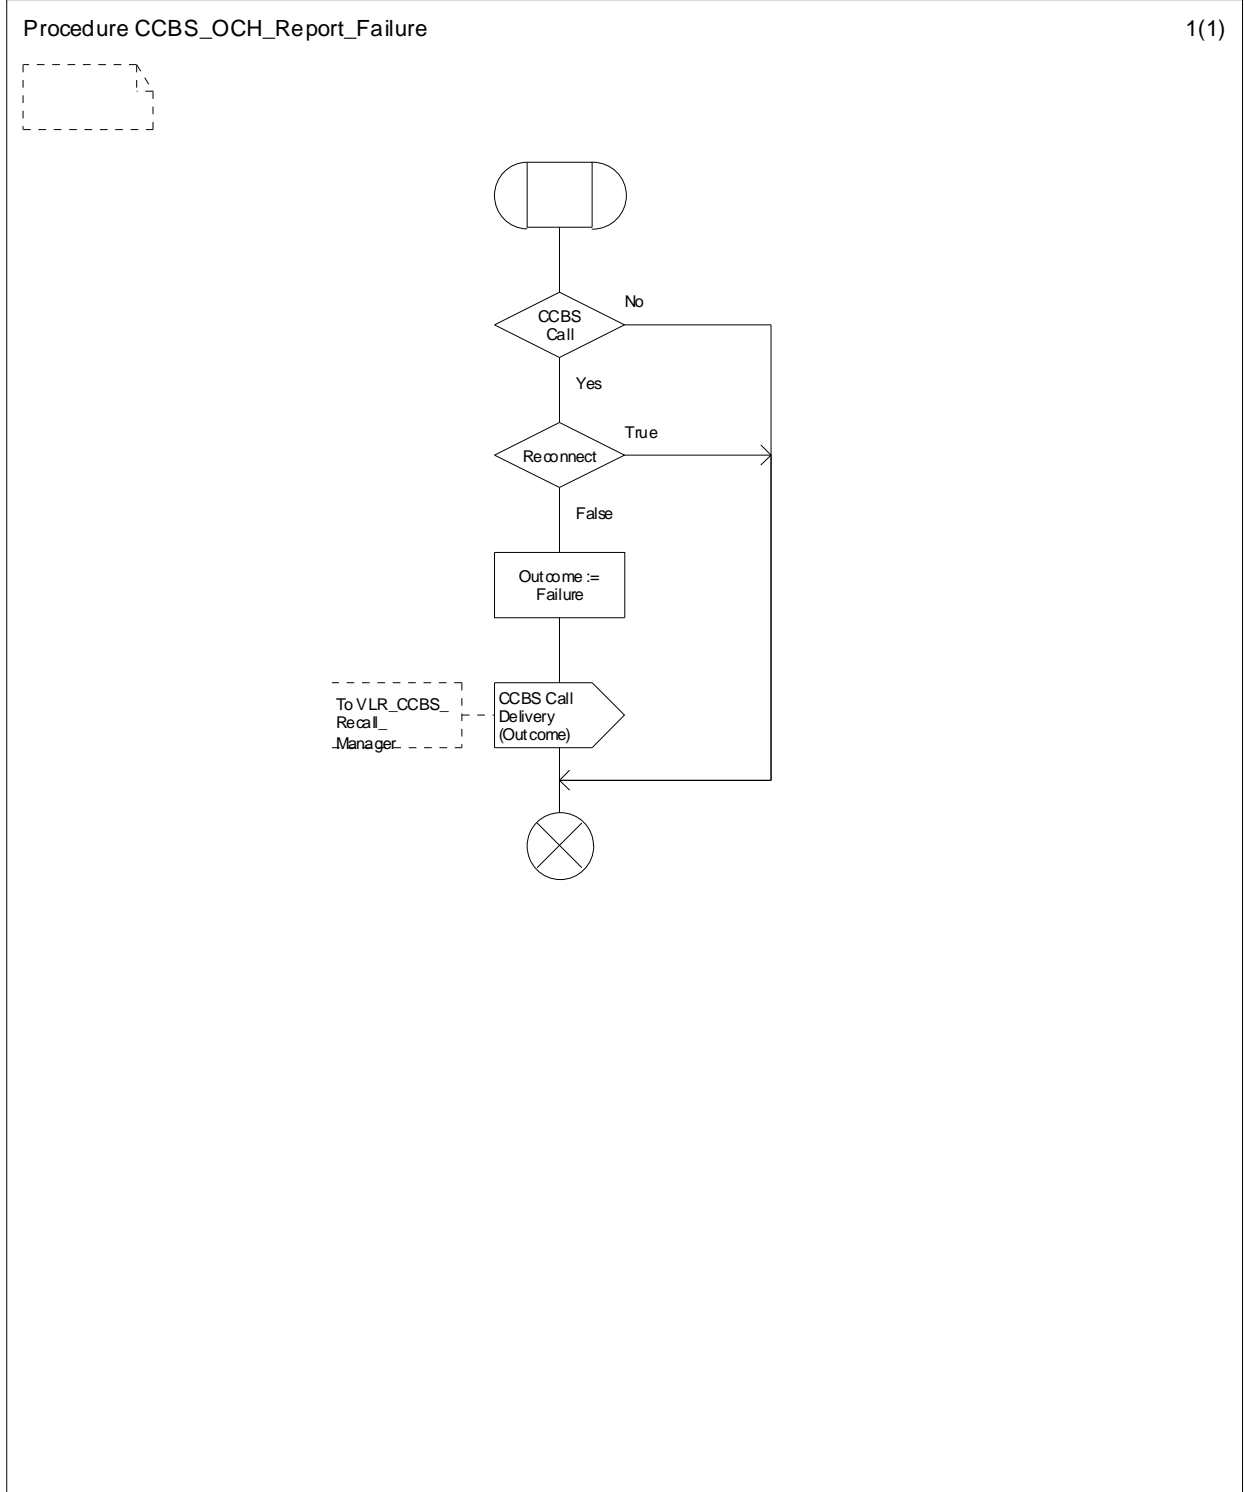 Procedure CCBS_OCH_Report_Failure
1(1)
No
CCBS
Call
Yes
True
Reconnect
False
Outcome :=
Failure
To VLR_CCBS_
Recall_
Manager
CCBS Call
Delivery
(Outcome)